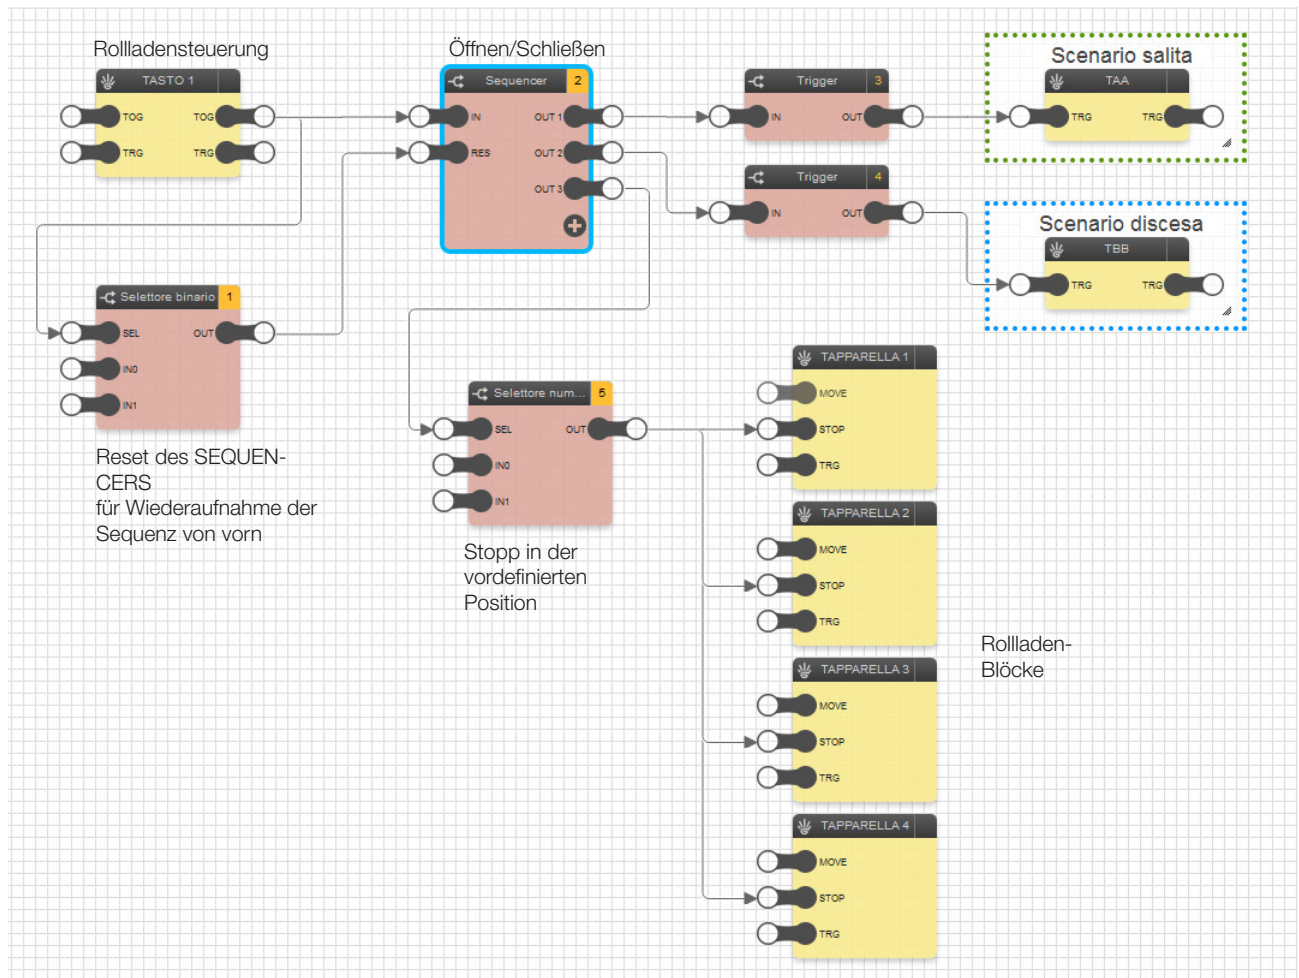 Rollladensteuerung
TASTO 1
TOG TOG
TRG TRG
Öffnen/Schließen
Sequencer 2
IN OUT 1
RES OUT 2
OUT 3
Trigger 3
IN OUT
Trigger 4
IN OUT
Scenario salita
TAA
TRG TRG
Scenario discesa
TBB
TRG TRG
Selettore binario 1
SEL OUT
IN0
IN1
Reset des SEQUEN-
CERS
für Wiederaufnahme der
Sequenz von vorn
Selettore num... 5
SEL OUT
IN0
IN1
Stopp in der
vordefinierten
Position
TAPPARELLA 1
MOVE
STOP
TRG
TAPPARELLA 2
MOVE
STOP
TRG
TAPPARELLA 3
MOVE
STOP
TRG
TAPPARELLA 4
MOVE
STOP
TRG
Rollladen-
Blöcke